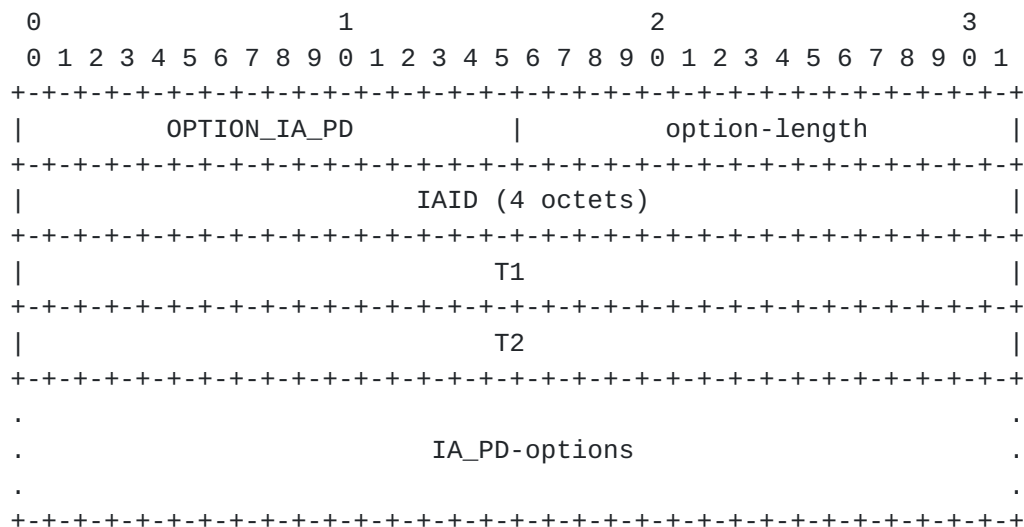 0                   1                   2                   3
 0 1 2 3 4 5 6 7 8 9 0 1 2 3 4 5 6 7 8 9 0 1 2 3 4 5 6 7 8 9 0 1
+-+-+-+-+-+-+-+-+-+-+-+-+-+-+-+-+-+-+-+-+-+-+-+-+-+-+-+-+-+-+-+-+
|         OPTION_IA_PD          |         option-length         |
+-+-+-+-+-+-+-+-+-+-+-+-+-+-+-+-+-+-+-+-+-+-+-+-+-+-+-+-+-+-+-+-+
|                         IAID (4 octets)                       |
+-+-+-+-+-+-+-+-+-+-+-+-+-+-+-+-+-+-+-+-+-+-+-+-+-+-+-+-+-+-+-+-+
|                              T1                               |
+-+-+-+-+-+-+-+-+-+-+-+-+-+-+-+-+-+-+-+-+-+-+-+-+-+-+-+-+-+-+-+-+
|                              T2                               |
+-+-+-+-+-+-+-+-+-+-+-+-+-+-+-+-+-+-+-+-+-+-+-+-+-+-+-+-+-+-+-+-+
.                                                               .
.                          IA_PD-options                        .
.                                                               .
+-+-+-+-+-+-+-+-+-+-+-+-+-+-+-+-+-+-+-+-+-+-+-+-+-+-+-+-+-+-+-+-+